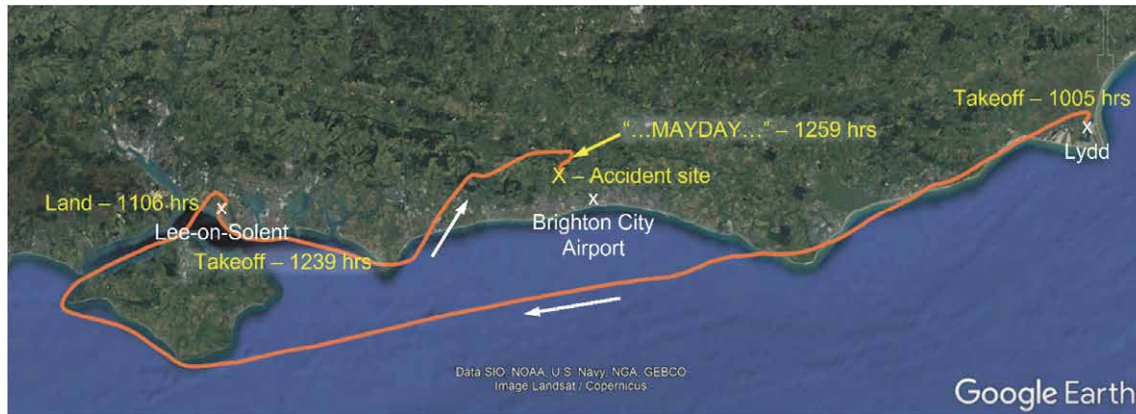 Takeoff – 1005 hrs
x
Lydd
“...MAYDAY...” – 1259 hrs
X – Accident site
x
Brighton City
Airport
Land – 1106 hrs
x
Lee-on-Solent
Takeoff – 1239 hrs
Data SIO, NOAA, U.S. Navy, NGA, GEBCO
Image Landsat / Copernicus
Google Earth